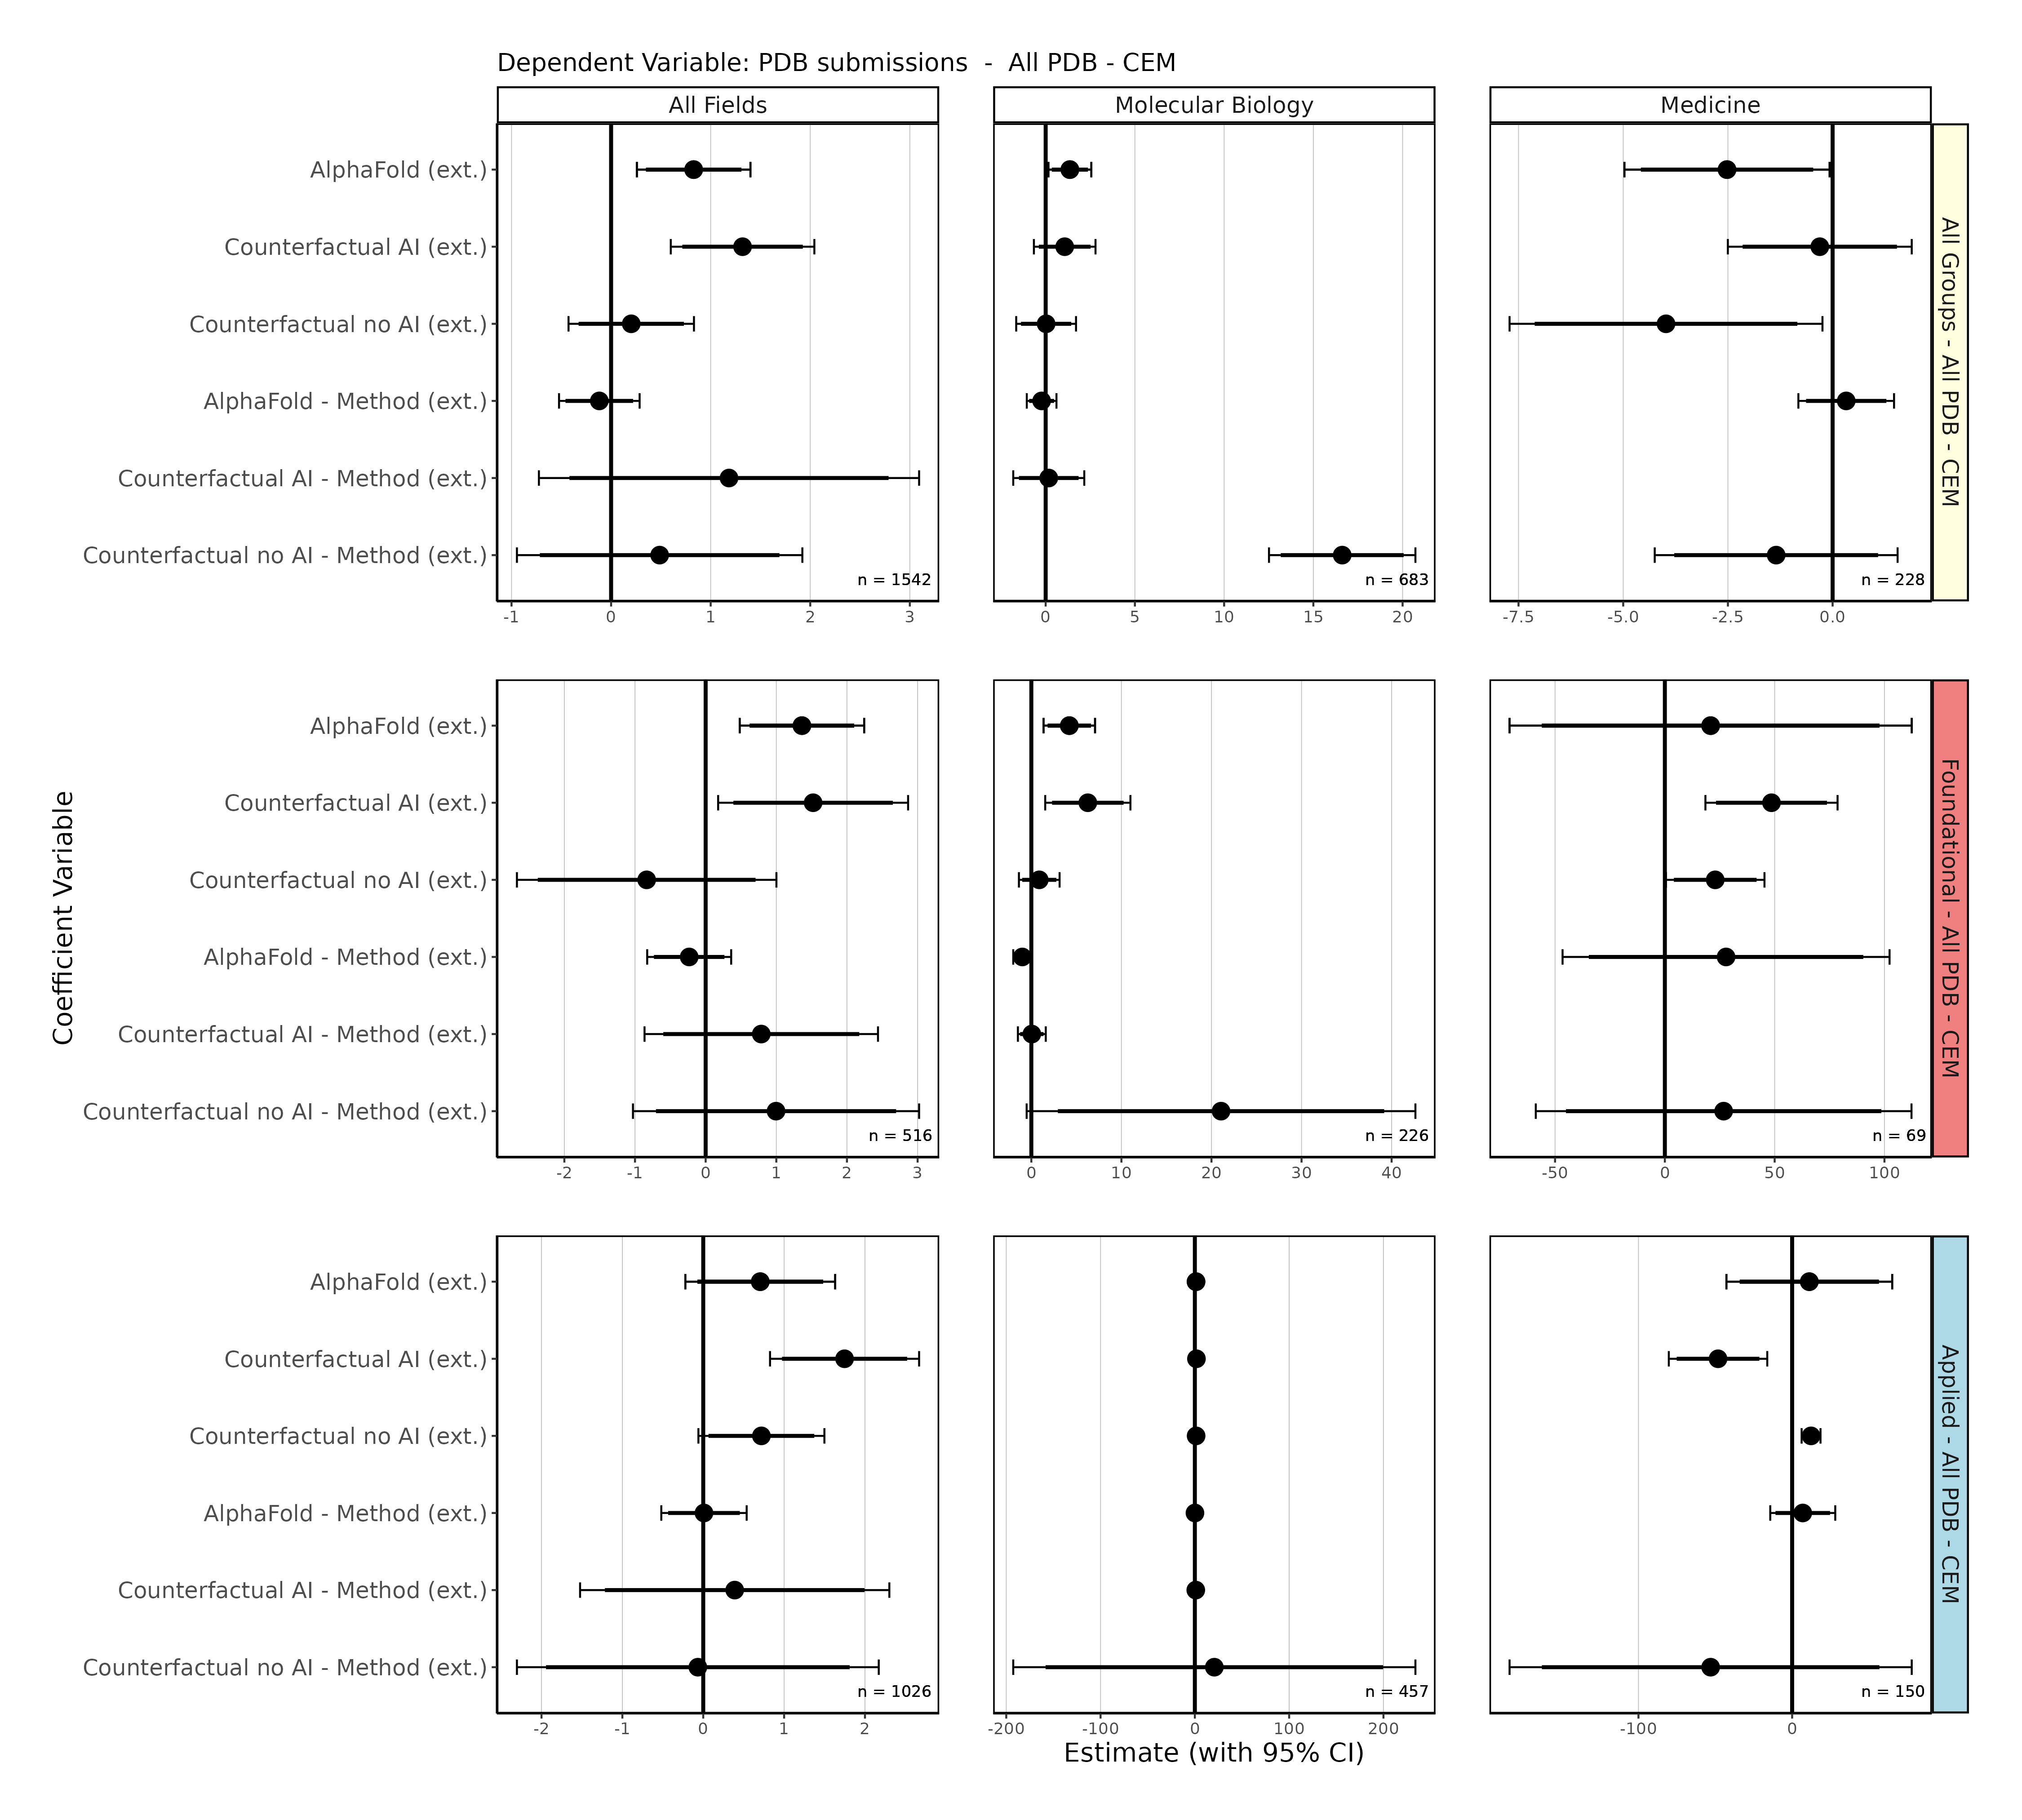 Dependent Variable: PDB submissions  -  All PDB - CEM
All Fields
Molecular Biology
Medicine
AlphaFold (ext.)
Counterfactual AI (ext.)
Counterfactual no AI (ext.)
AlphaFold - Method (ext.)
Counterfactual AI - Method (ext.)
Counterfactual no AI - Method (ext.)
n = 1542
n = 683
n = 228
-1 0 1 2 3
0 5 10 15 20
-7.5 -5.0 -2.5 0.0
All Groups - All PDB - CEM
Coefficient Variable
AlphaFold (ext.)
Counterfactual AI (ext.)
Counterfactual no AI (ext.)
AlphaFold - Method (ext.)
Counterfactual AI - Method (ext.)
Counterfactual no AI - Method (ext.)
n = 516
n = 226
n = 69
-2 -1 0 1 2 3
0 10 20 30 40
-50 0 50 100
Foundational - All PDB - CEM
AlphaFold (ext.)
Counterfactual AI (ext.)
Counterfactual no AI (ext.)
AlphaFold - Method (ext.)
Counterfactual AI - Method (ext.)
Counterfactual no AI - Method (ext.)
n = 1026
n = 457
n = 150
-2 -1 0 1 2
-200 -100 0 100 200
-100 0
Applied - All PDB - CEM
Estimate (with 95% CI)